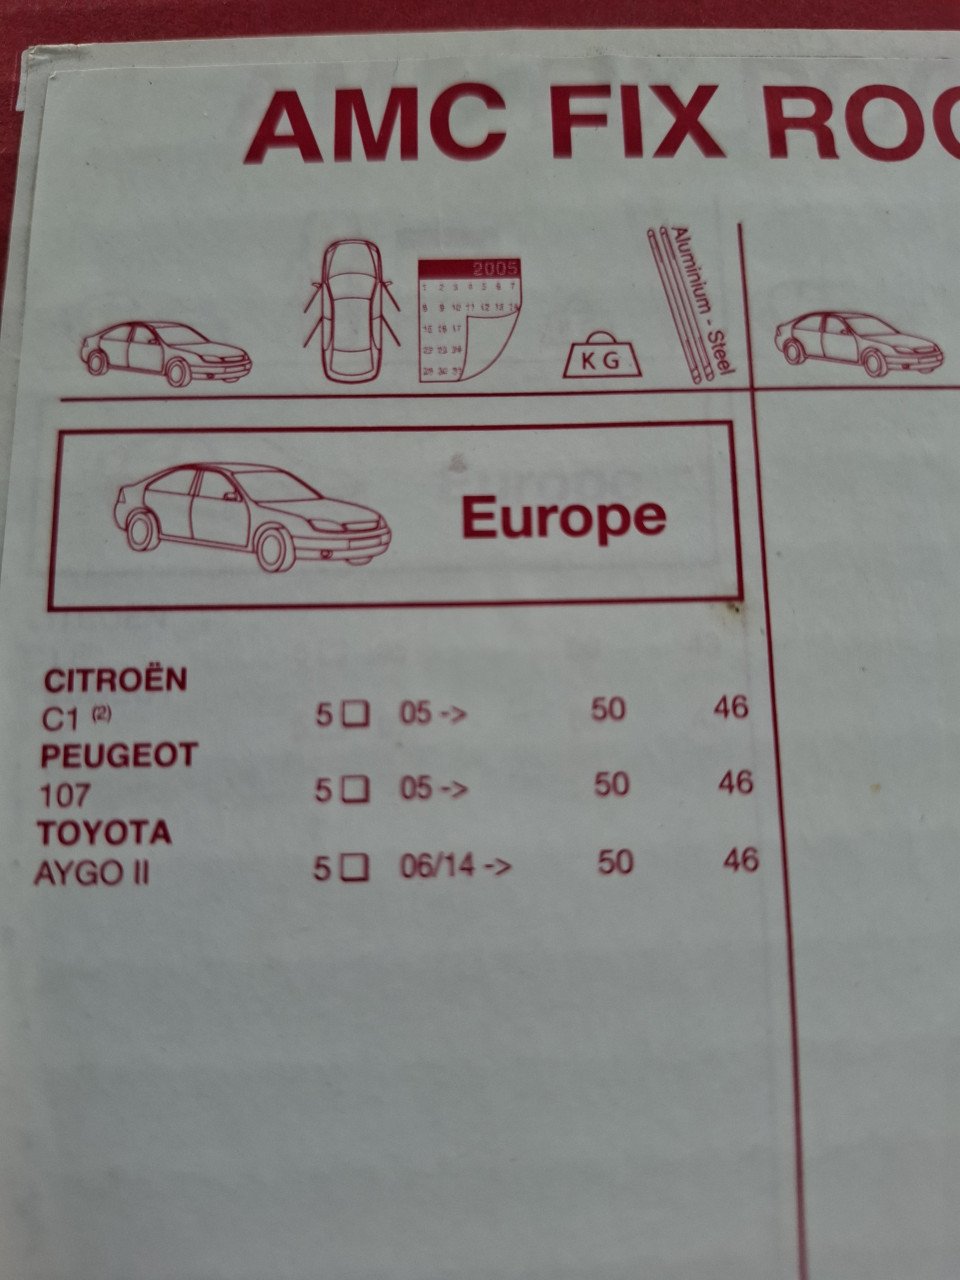 AMC FIX ROO
2005
1 2 3 4 5 6 7
8 9 10 11 12 13 14
15 16 17
22 23 24
29 30 31
KG
Aluminium - Steel
Europe
CITROËN
C1 (2) 5 ❑ 05 -> 50 46
PEUGEOT
107 5 ❑ 05 -> 50 46
TOYOTA
AYGO II 5 ❑ 06/14 -> 50 46